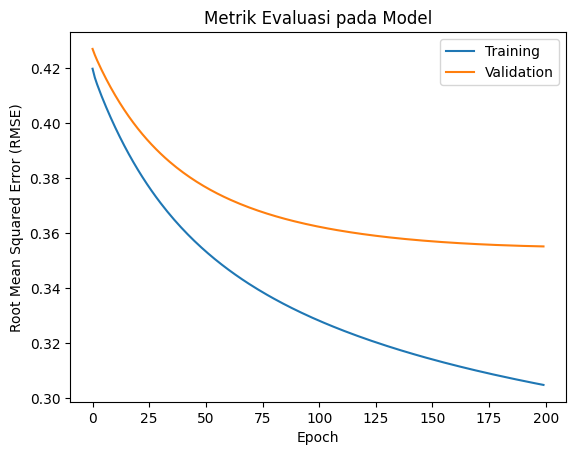 Metrik Evaluasi pada Model
Training
Validation
Root Mean Squared Error (RMSE)
0.42
0.40
0.38
0.36
0.34
0.32
0.30
0 25 50 75 100 125 150 175 200
Epoch